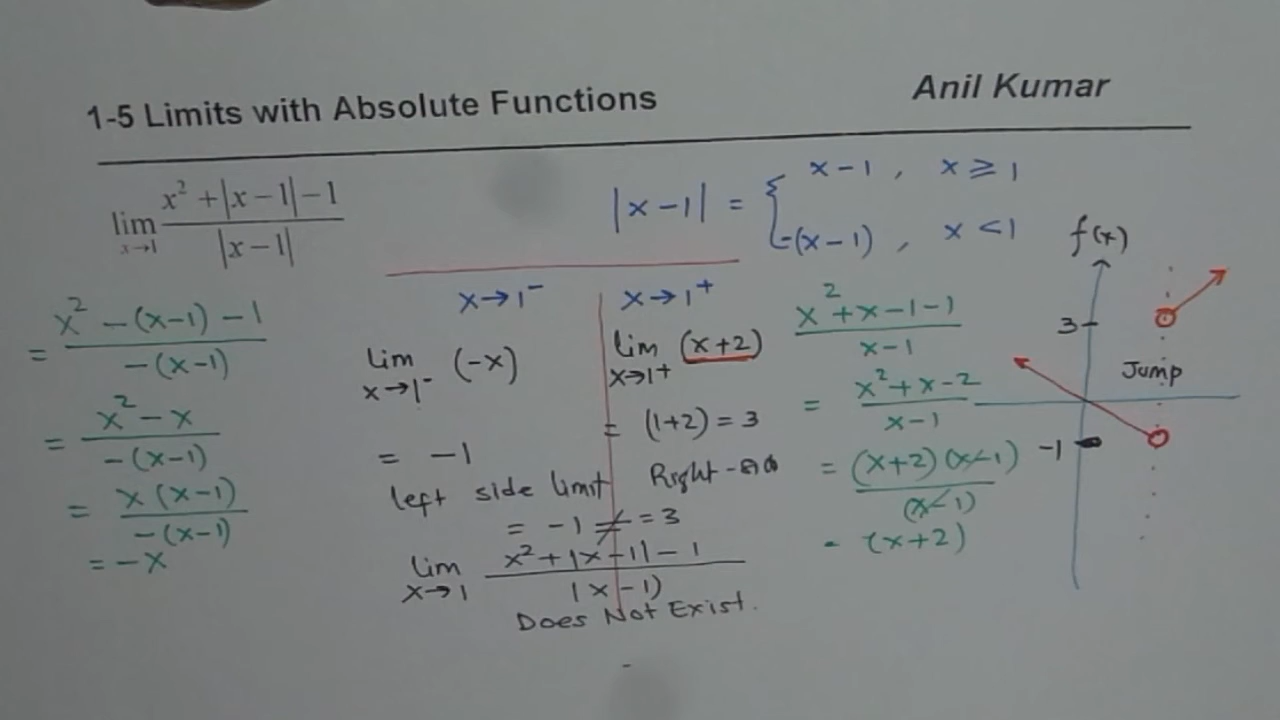 1-5 Limits with Absolute Functions
Anil Kumar
lim x→1 (x² + |x − 1| − 1) / |x − 1|
|x − 1| = { x − 1 , x ≥ 1
−(x − 1) , x < 1
= (x² − (x−1) − 1) / −(x−1)
= (x² − x) / −(x−1)
= x(x−1) / −(x−1)
= −x
x → 1⁻
lim x→1⁻ (−x)
= −1
left side limit
= −1 ≠ = 3
x → 1⁺
lim x→1⁺ (x+2)
= (1+2) = 3
Right -
lim x→1 (x² + |x − 1| − 1) / |x − 1)
Does Not Exist.
(x² + x − 1 − 1) / (x − 1)
= (x² + x − 2) / (x − 1)
= (x+2)(x−1) / (x−1)
= (x+2)
f(x)
3
Jump
−1